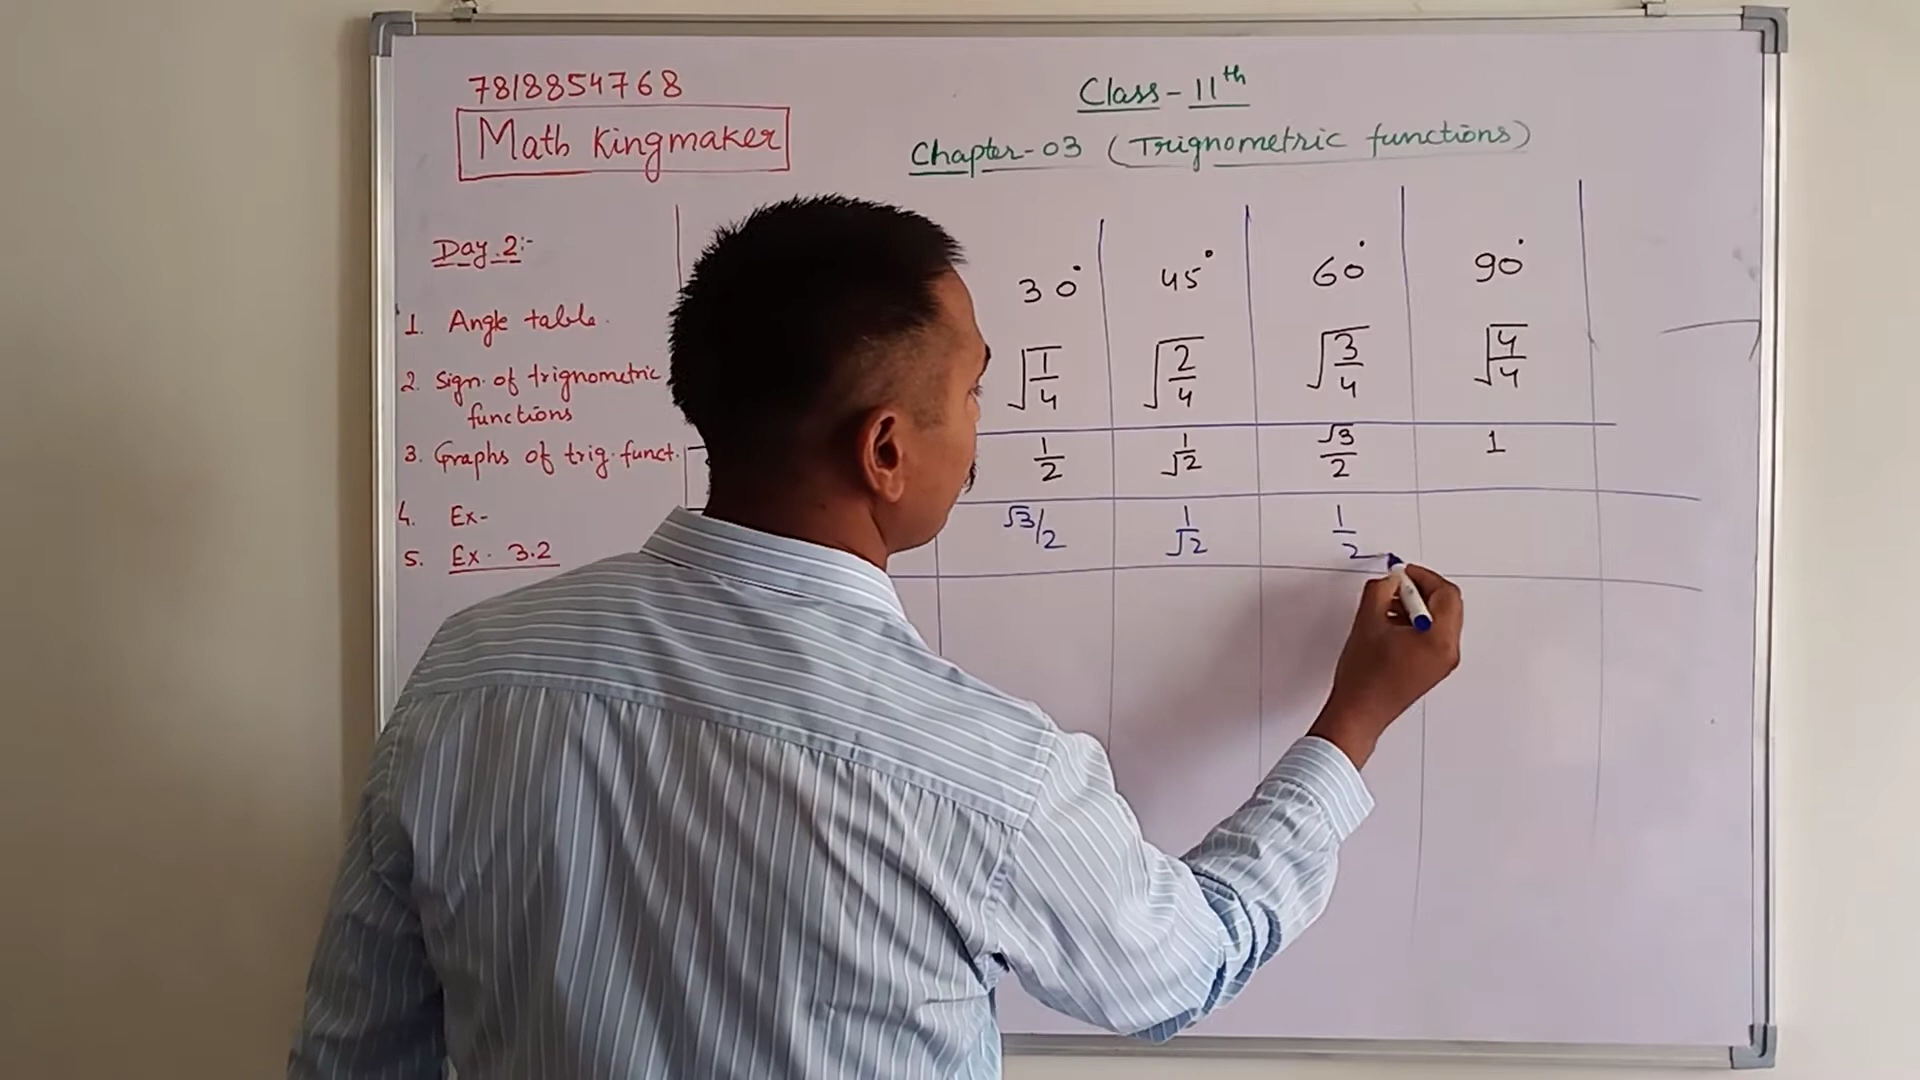 7818854768
Math Kingmaker
Class-11th
Chapter-03 (Trignometric functions)
Day 2:-
1. Angle table.
2. Sign of trignometric
functions
3. Graphs of trig. funct.
4. Ex-
5. Ex. 3.2
30° 45° 60° 90°
√1/4 √2/4 √3/4 √4/4
1/2 1/√2 √3/2 1
√3/2 1/√2 1/2